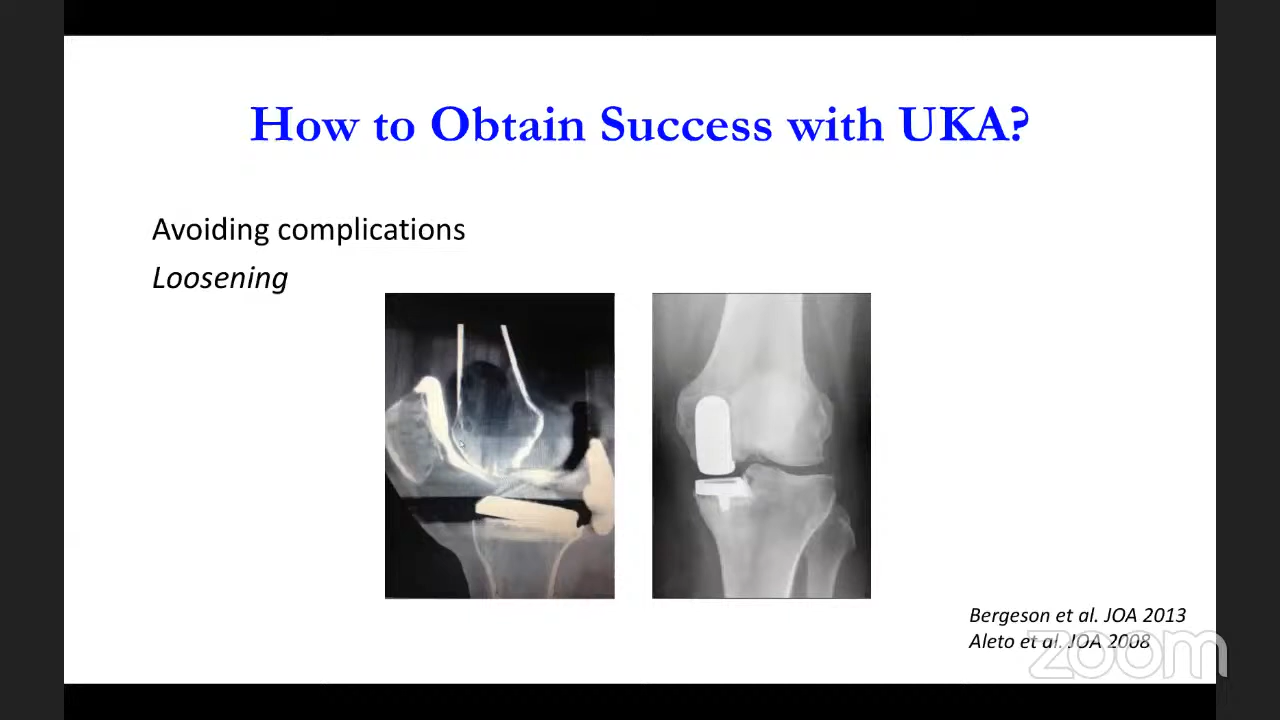 How to Obtain Success with UKA?
Avoiding complications
Loosening
Bergeson et al. JOA 2013
Aleto et al. JOA 2008
zoom